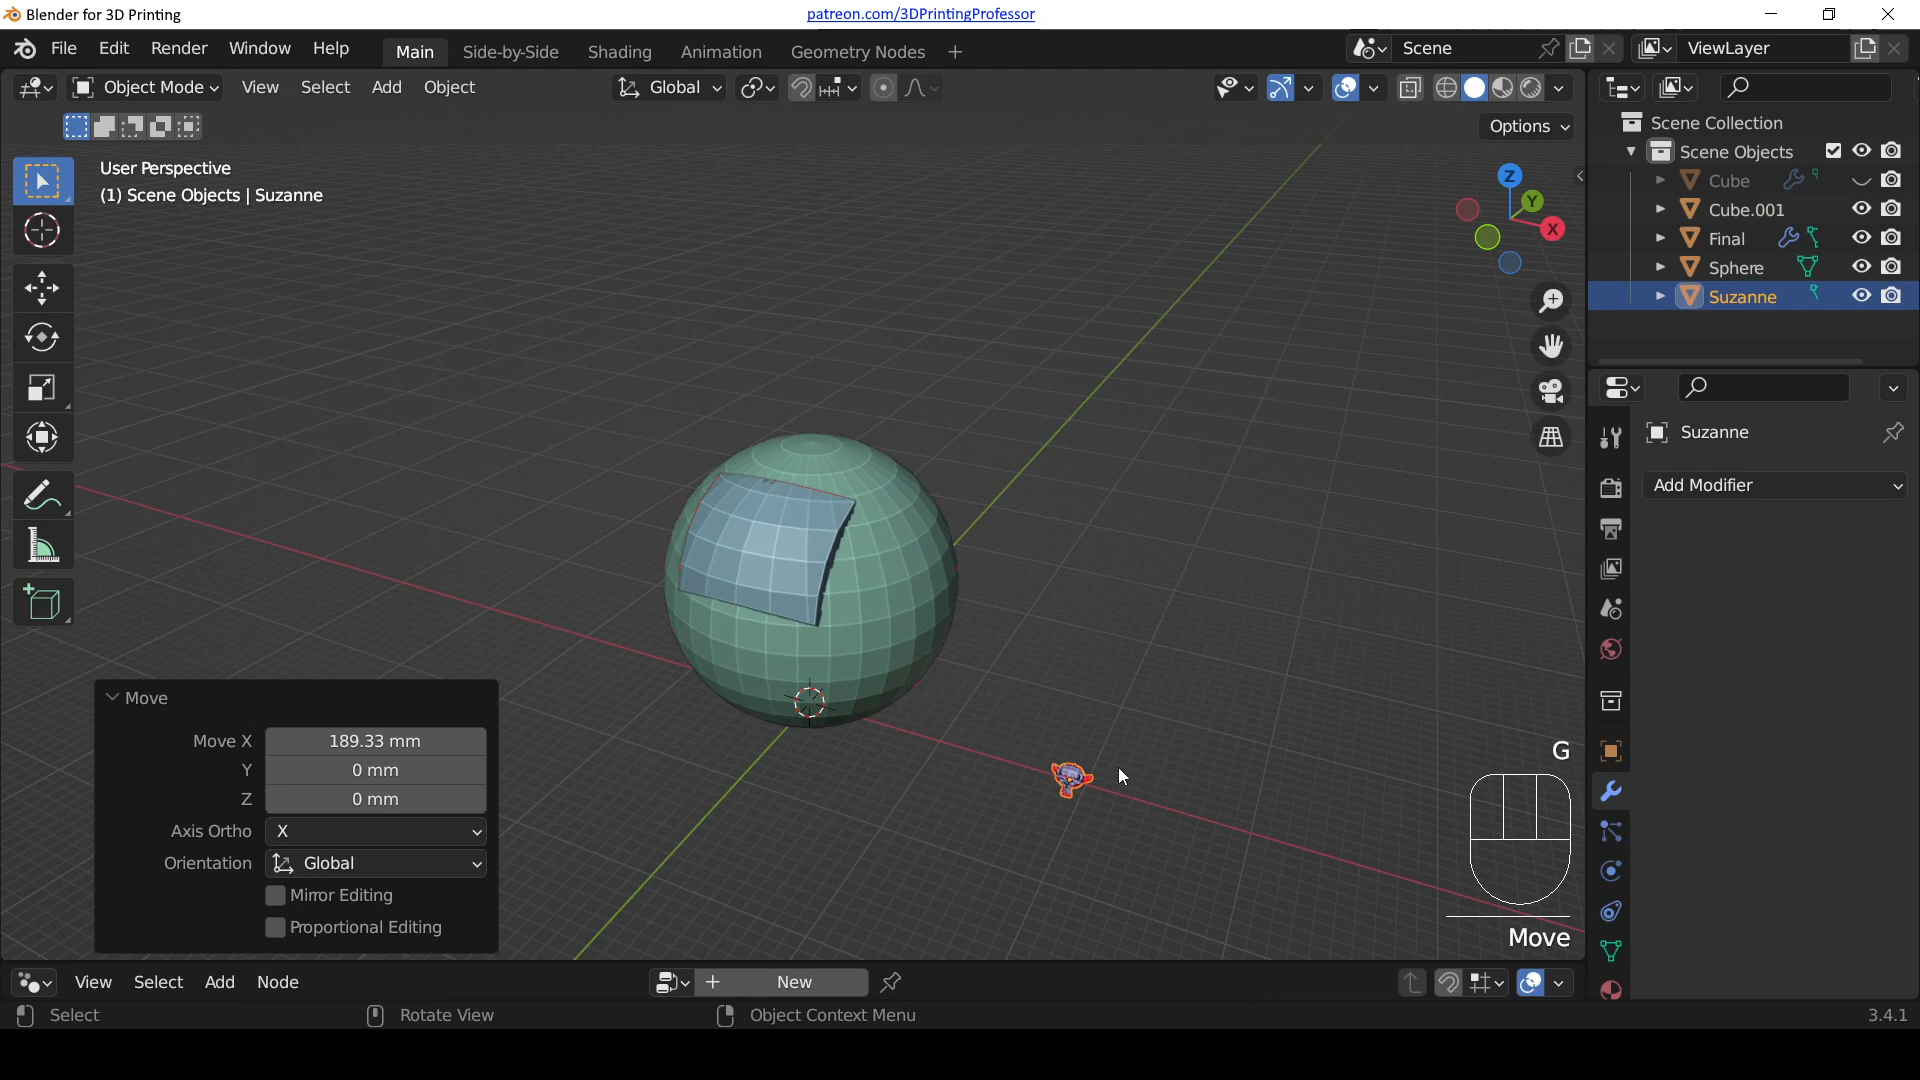 Blender for 3D Printing
patreon.com/3DPrintingProfessor
File Edit Render Window Help
Main Side-by-Side Shading Animation Geometry Nodes +
Scene
ViewLayer
Object Mode View Select Add Object
Global
Options
User Perspective
(1) Scene Objects | Suzanne
Z
Y
X
Scene Collection
Scene Objects
Cube
Cube.001
Final
Sphere
Suzanne
Suzanne
Add Modifier
Move
Move X 189.33 mm
Y 0 mm
Z 0 mm
Axis Ortho X
Orientation Global
Mirror Editing
Proportional Editing
G
Move
View Select Add Node
New
Select
Rotate View
Object Context Menu
3.4.1